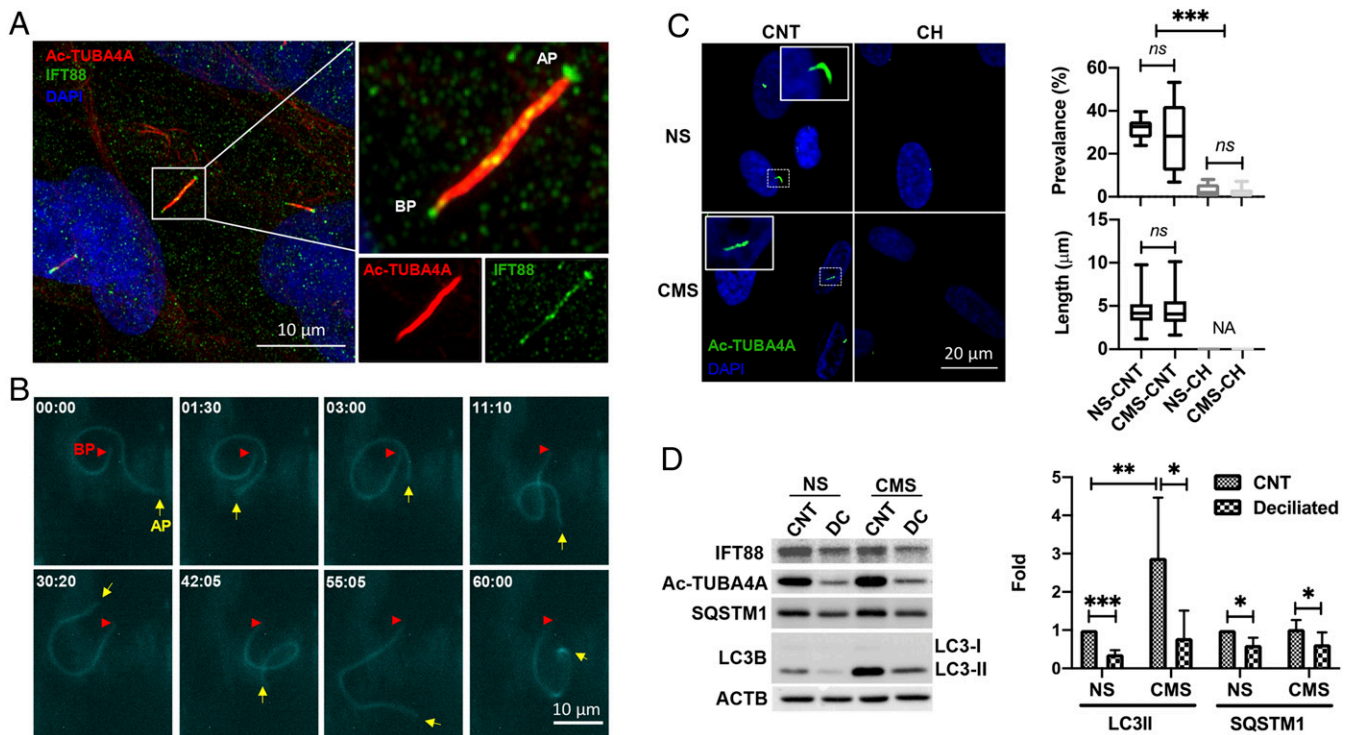 A
Ac-TUBA4A
IFT88
DAPI
10 μm
AP
BP
Ac-TUBA4A
IFT88
B
00:00
01:30
03:00
11:10
BP
AP
30:20
42:05
55:05
60:00
10 μm
C
CNT
CH
NS
CMS
Ac-TUBA4A
DAPI
20 μm
***
ns
ns
60
40
20
0
Prevalance (%)
ns
15
10
5
0
Length (μm)
NA
NS-CNT
CMS-CNT
NS-CH
CMS-CH
D
NS
CMS
CNT
DC
CNT
DC
IFT88
Ac-TUBA4A
SQSTM1
LC3B
LC3-I
LC3-II
ACTB
5
4
3
2
1
0
Fold
**
*
***
*
*
CNT
Deciliated
NS
CMS
NS
CMS
LC3II
SQSTM1